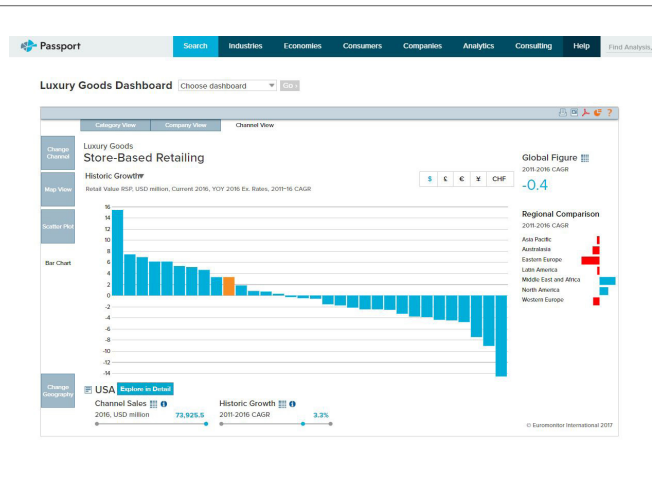 Passport
Search Industries Economies Consumers Companies Analytics Consulting Help Find Analysis,
Luxury Goods Dashboard Choose dashboard Go ›
Category View Company View Channel View
Change Channel
Map View
Scatter Plot
Bar Chart
Change Geography
Luxury Goods
Store-Based Retailing
Historic Growth
Retail Value RSP, USD million, Current 2016, YOY 2016 Ex. Rates, 2011-16 CAGR
$ £ € ¥ CHF
16
14
12
10
8
6
4
2
0
-2
-4
-6
-8
-10
-12
-14
Global Figure
2011-2016 CAGR
-0.4
Regional Comparison
2011-2016 CAGR
Asia Pacific
Australasia
Eastern Europe
Latin America
Middle East and Africa
North America
Western Europe
USA Explore in Detail
Channel Sales
2016, USD million 73,925.5
Historic Growth
2011-2016 CAGR 3.3%
© Euromonitor International 2017